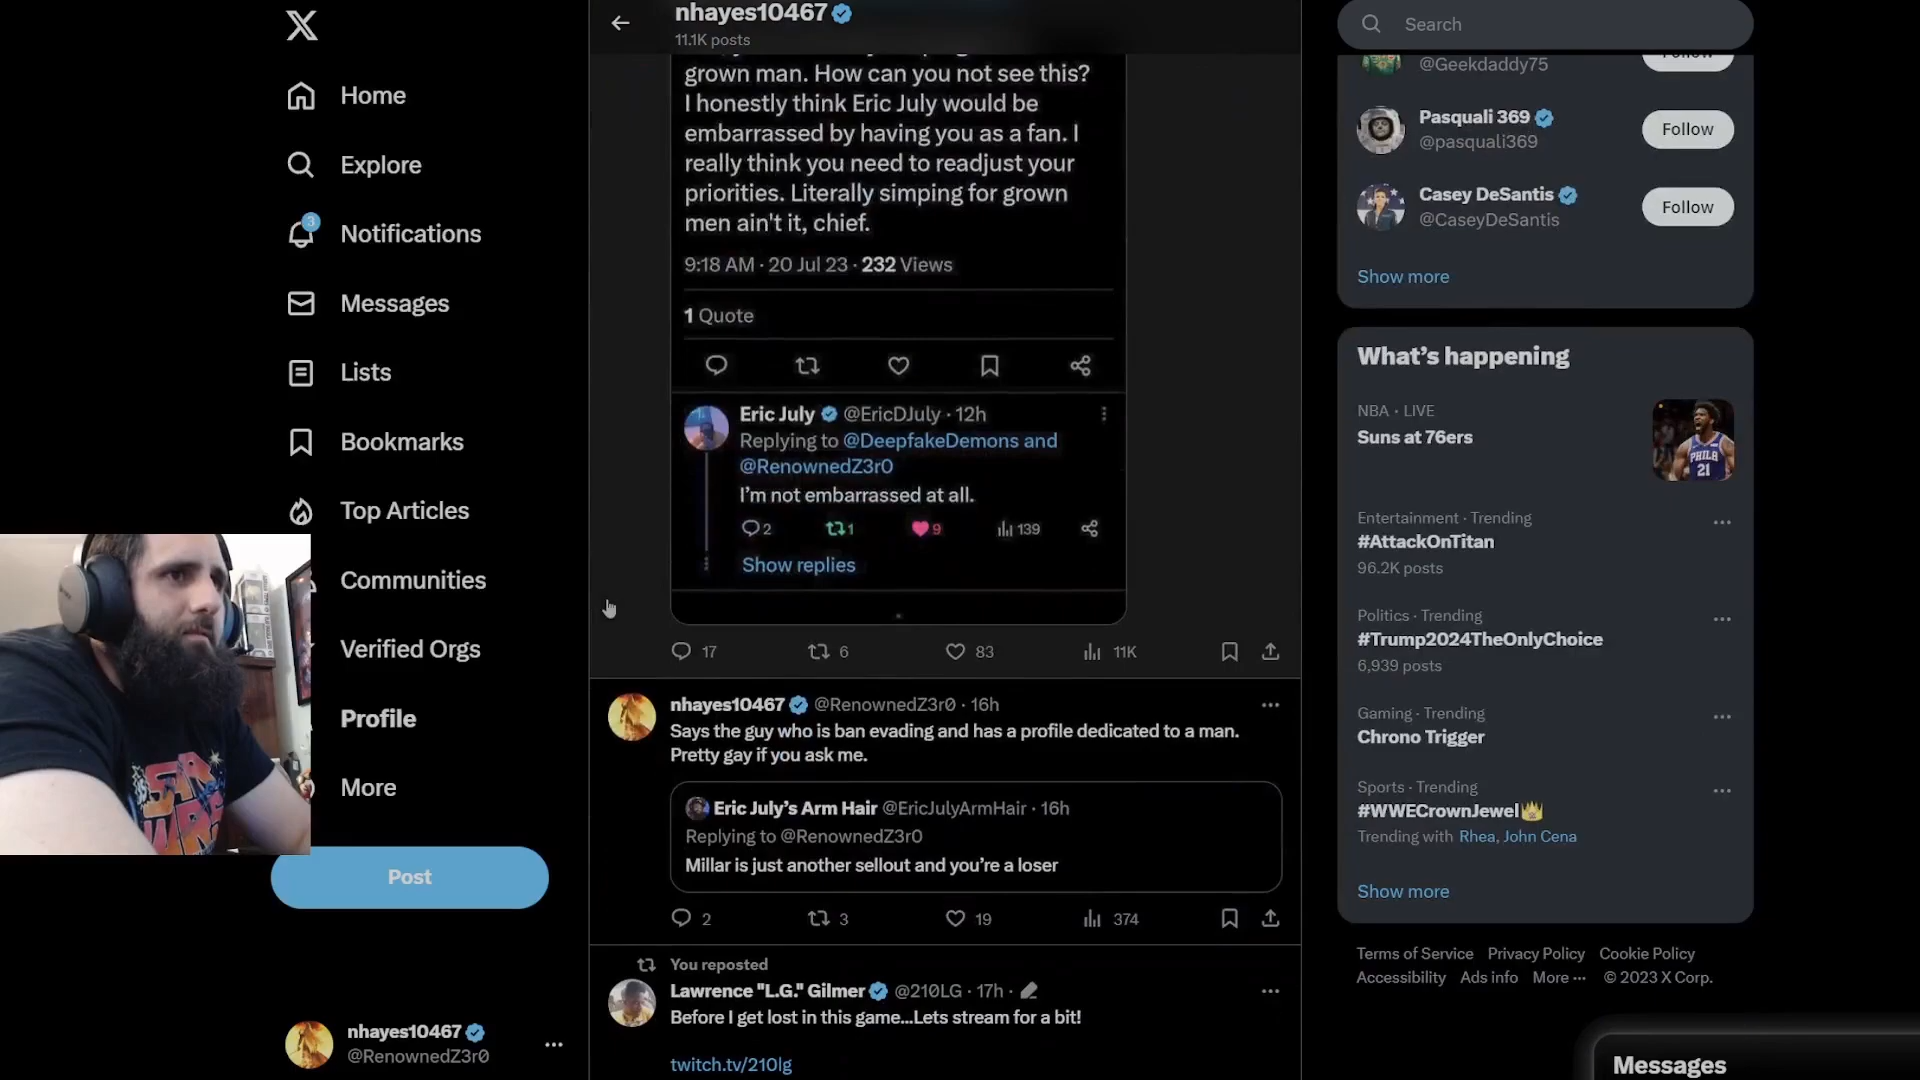 Home
Explore
3
Notifications
Messages
Lists
Bookmarks
Top Articles
Communities
Verified Orgs
Profile
More
Post
nhayes10467
@RenownedZ3r0
nhayes10467
11.1K posts
grown man. How can you not see this?
I honestly think Eric July would be
embarrassed by having you as a fan. I
really think you need to readjust your
priorities. Literally simping for grown
men ain't it, chief.
9:18 AM · 20 Jul 23 · 232 Views
1 Quote
Eric July @EricDJuly · 12h
Replying to @DeepfakeDemons and
@RenownedZ3r0
I'm not embarrassed at all.
2 1 9 139
Show replies
17 6 83 11K
nhayes10467 @RenownedZ3r0 · 16h
Says the guy who is ban evading and has a profile dedicated to a man.
Pretty gay if you ask me.
Eric July's Arm Hair @EricJulyArmHair · 16h
Replying to @RenownedZ3r0
Millar is just another sellout and you're a loser
2 3 19 374
You reposted
Lawrence "L.G." Gilmer @210LG · 17h ·
Before I get lost in this game...Lets stream for a bit!
twitch.tv/210lg
Search
@Geekdaddy75
Pasquali 369
@pasquali369
Follow
Casey DeSantis
@CaseyDeSantis
Follow
Show more
What's happening
NBA · LIVE
Suns at 76ers
PHILA
21
Entertainment · Trending
#AttackOnTitan
96.2K posts
Politics · Trending
#Trump2024TheOnlyChoice
6,939 posts
Gaming · Trending
Chrono Trigger
Sports · Trending
#WWECrownJewel
Trending with Rhea, John Cena
Show more
Terms of Service Privacy Policy Cookie Policy
Accessibility Ads info More ··· © 2023 X Corp.
Messages